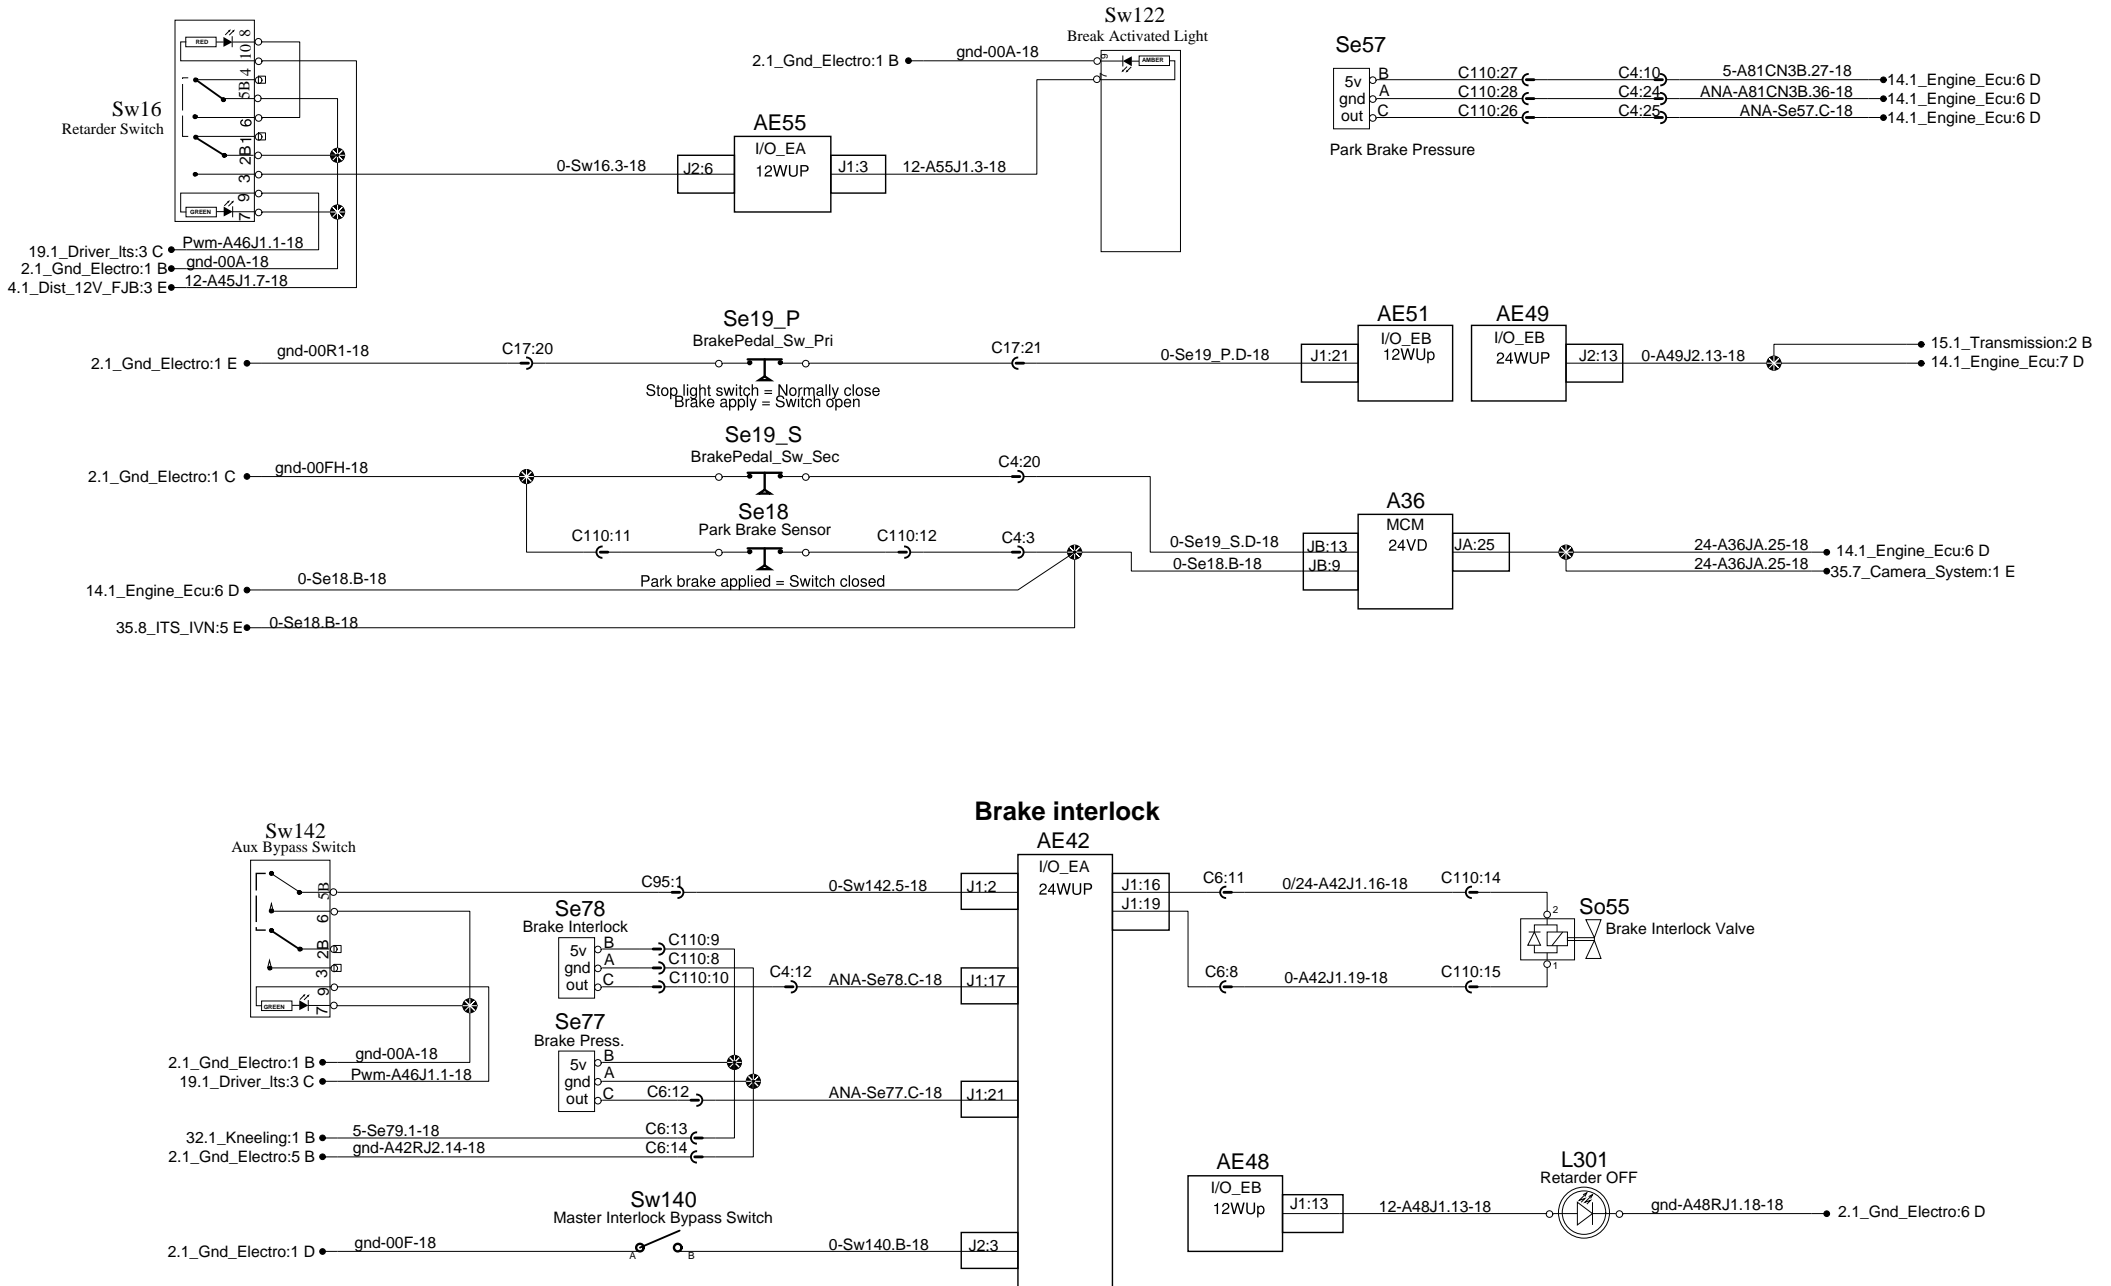 Sw122
Break Activated Light
2.1_Gnd_Electro:1 B
gnd-00A-18
9
7
AMBER
Sw16
Retarder Switch
RED
8
10
4
5B
6
1
2B
3
9
7
GREEN
19.1_Driver_lts:3 C
Pwm-A46J1.1-18
2.1_Gnd_Electro:1 B
gnd-00A-18
4.1_Dist_12V_FJB:3 E
12-A45J1.7-18
0-Sw16.3-18
AE55
I/O_EA
12WUP
J2:6
J1:3
12-A55J1.3-18
Se57
5v
gnd
out
B
A
C
C110:27
C4:10
5-A81CN3B.27-18
14.1_Engine_Ecu:6 D
C110:28
C4:24
ANA-A81CN3B.36-18
14.1_Engine_Ecu:6 D
C110:26
C4:25
ANA-Se57.C-18
14.1_Engine_Ecu:6 D
Park Brake Pressure
2.1_Gnd_Electro:1 E
gnd-00R1-18
C17:20
Se19_P
BrakePedal_Sw_Pri
Stop light switch = Normally close
Brake apply = Switch open
C17:21
0-Se19_P.D-18
J1:21
AE51
I/O_EB
12WUp
AE49
I/O_EB
24WUP
J2:13
0-A49J2.13-18
15.1_Transmission:2 B
14.1_Engine_Ecu:7 D
2.1_Gnd_Electro:1 C
gnd-00FH-18
Se19_S
BrakePedal_Sw_Sec
C4:20
C110:11
Se18
Park Brake Sensor
C110:12
C4:3
Park brake applied = Switch closed
14.1_Engine_Ecu:6 D
0-Se18.B-18
35.8_ITS_IVN:5 E
0-Se18.B-18
0-Se19_S.D-18
0-Se18.B-18
JB:13
JB:9
A36
MCM
24VD
JA:25
24-A36JA.25-18
14.1_Engine_Ecu:6 D
24-A36JA.25-18
35.7_Camera_System:1 E
Brake interlock
Sw142
Aux Bypass Switch
5B
6
2B
3
9
7
GREEN
2.1_Gnd_Electro:1 B
gnd-00A-18
19.1_Driver_lts:3 C
Pwm-A46J1.1-18
C95:1
0-Sw142.5-18
J1:2
Se78
Brake Interlock
5v
gnd
out
B
A
C
C110:9
C110:8
C110:10
C4:12
ANA-Se78.C-18
J1:17
Se77
Brake Press.
5v
gnd
out
B
A
C
C6:12
ANA-Se77.C-18
J1:21
32.1_Kneeling:1 B
5-Se79.1-18
C6:13
2.1_Gnd_Electro:5 B
gnd-A42RJ2.14-18
C6:14
Sw140
Master Interlock Bypass Switch
2.1_Gnd_Electro:1 D
gnd-00F-18
A
B
0-Sw140.B-18
J2:3
AE42
I/O_EA
24WUP
J1:16
J1:19
C6:11
0/24-A42J1.16-18
C110:14
C6:8
0-A42J1.19-18
C110:15
2
1
So55
Brake Interlock Valve
AE48
I/O_EB
12WUp
J1:13
12-A48J1.13-18
L301
Retarder OFF
gnd-A48RJ1.18-18
2.1_Gnd_Electro:6 D